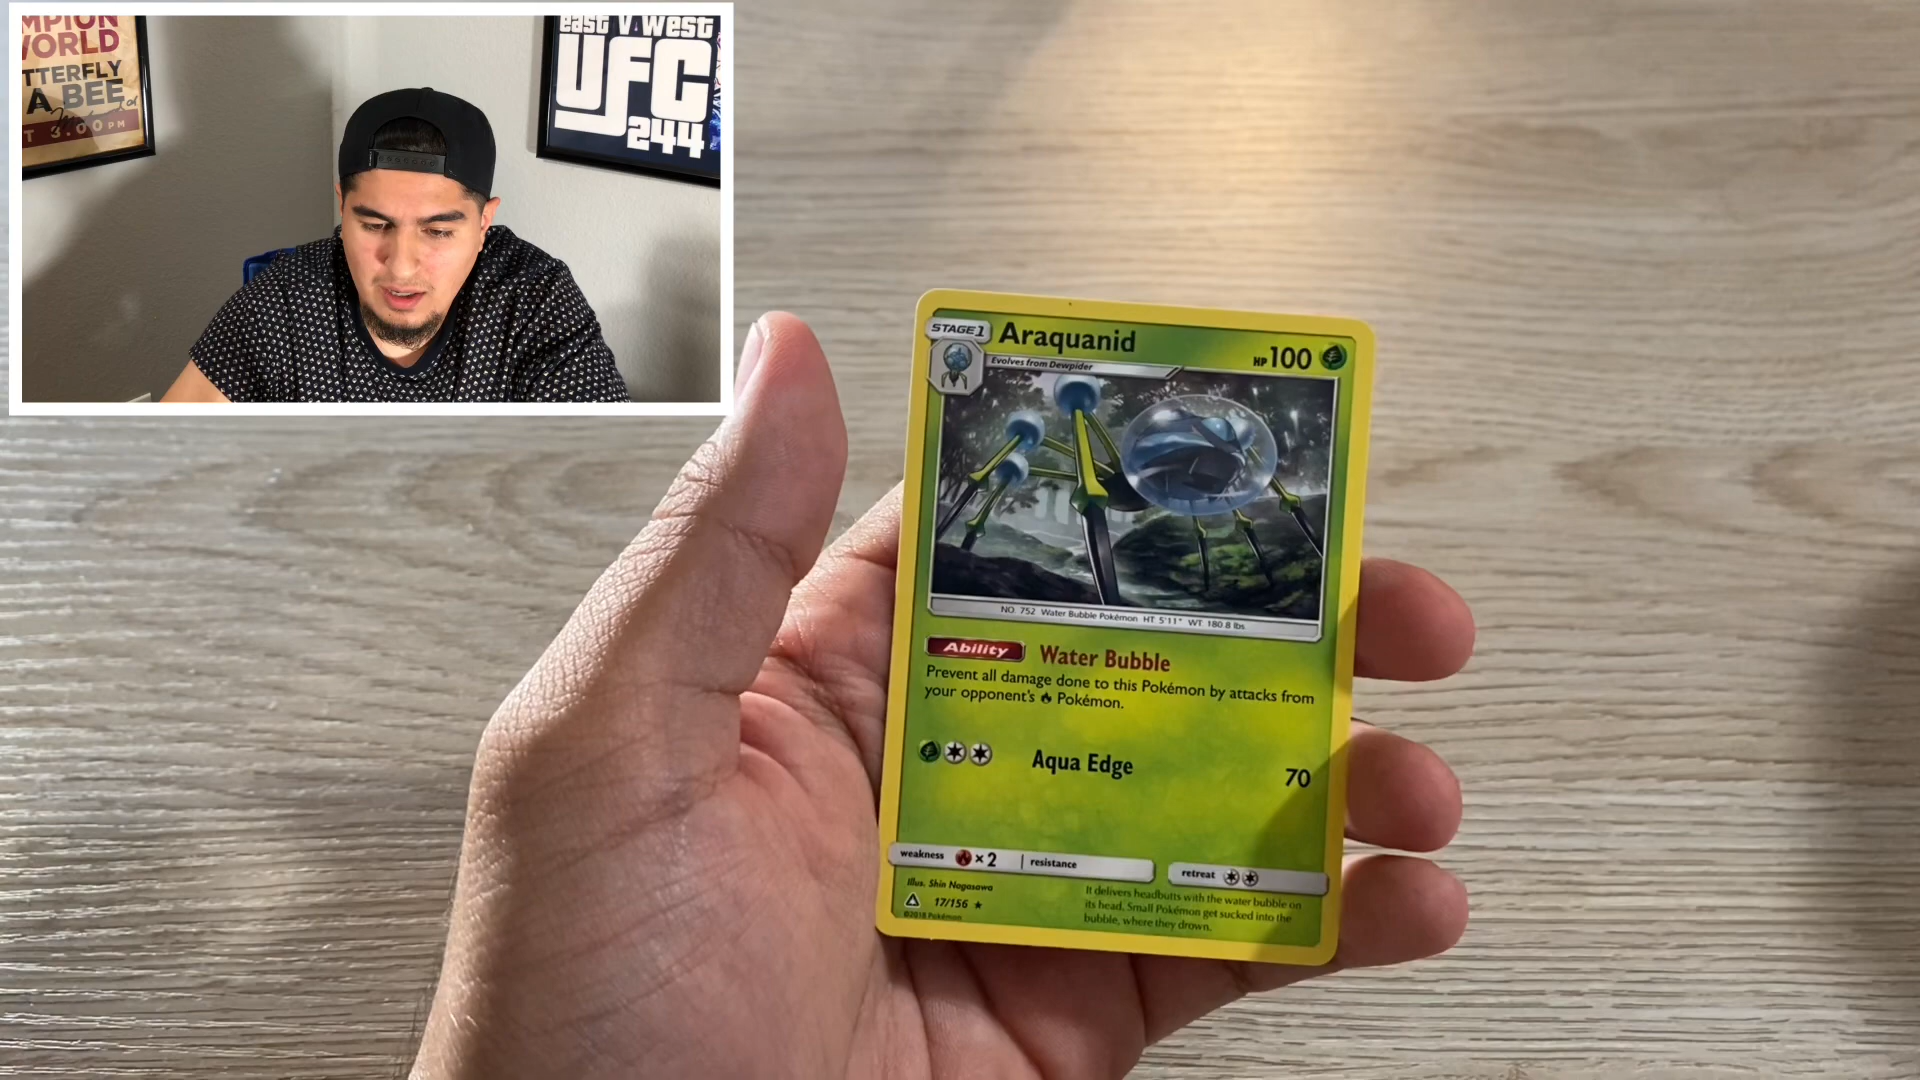 MPION
WORLD
TTERFLY
A BEE
T 3.00PM
east V West
UFC
244
STAGE1
Araquanid
HP 100
Evolves from Dewpider
NO. 752 Water Bubble Pokémon HT 5'11" WT 180.8 lbs.
Ability Water Bubble
Prevent all damage done to this Pokémon by attacks from
your opponent's Pokémon.
Aqua Edge 70
weakness ×2 resistance
retreat
Illus. Shin Nagasawa
17/156 ★
©2018 Pokémon
It delivers headbutts with the water bubble on
its head. Small Pokémon get sucked into the
bubble, where they drown.